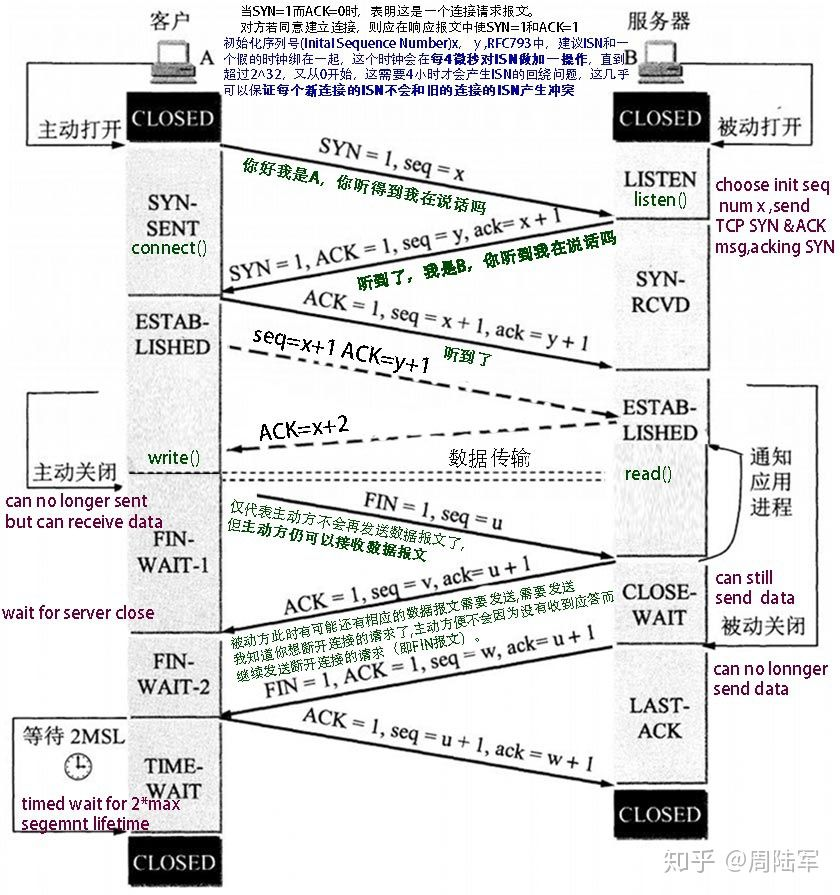 当SYN=1而ACK=0时，表明这是一个连接请求报文。
对方若同意建立连接，则应在响应报文中使SYN=1和ACK=1
初始化序列号(Inital Sequence Number)x，y ,RFC793中，建议ISN和一
个假的时钟绑在一起，这个时钟会在每4微秒对ISN做加一操作，直到
超过2^32，又从0开始，这需要4小时才会产生ISN的回绕问题，这几乎
可以保证每个新连接的ISN不会和旧的连接的ISN产生冲突
客户
A
服务器
B
CLOSED
CLOSED
主动打开
被动打开
SYN = 1, seq = x
你好我是A，你听得到我在说话吗
SYN-
SENT
connect()
LISTEN
listen()
choose init seq
num x ,send
TCP SYN &ACK
msg,acking SYN
SYN = 1, ACK = 1, seq = y, ack= x + 1
听到了，我是B，你听到我在说话吗
SYN-
RCVD
ACK = 1, seq = x + 1, ack = y + 1
听到了
ESTAB-
LISHED
seq=x+1 ACK=y+1
ESTAB-
LISHED
ACK=x+2
write()
数据传输
read()
通知
应用
进程
主动关闭
can no longer sent
but can receive data
FIN = 1, seq = u
仅代表主动方不会再发送数据报文了,
但主动方仍可以接收数据报文
FIN-
WAIT-1
ACK = 1, seq = v, ack= u + 1
CLOSE-
WAIT
can still
send data
wait for server close
被动关闭
被动方此时有可能还有相应的数据报文需要发送,需要发送
我知道你想断开连接的请求了,主动方便不会因为没有收到应答而
继续发送断开连接的请求（即FIN报文）。
FIN-
WAIT-2
FIN = 1, ACK = 1, seq = w, ack= u + 1
can no lonnger
send data
LAST-
ACK
ACK = 1, seq = u + 1, ack = w + 1
等待 2MSL
TIME-
WAIT
timed wait for 2*max
segemnt lifetime
CLOSED
CLOSED
知乎 @周陆军